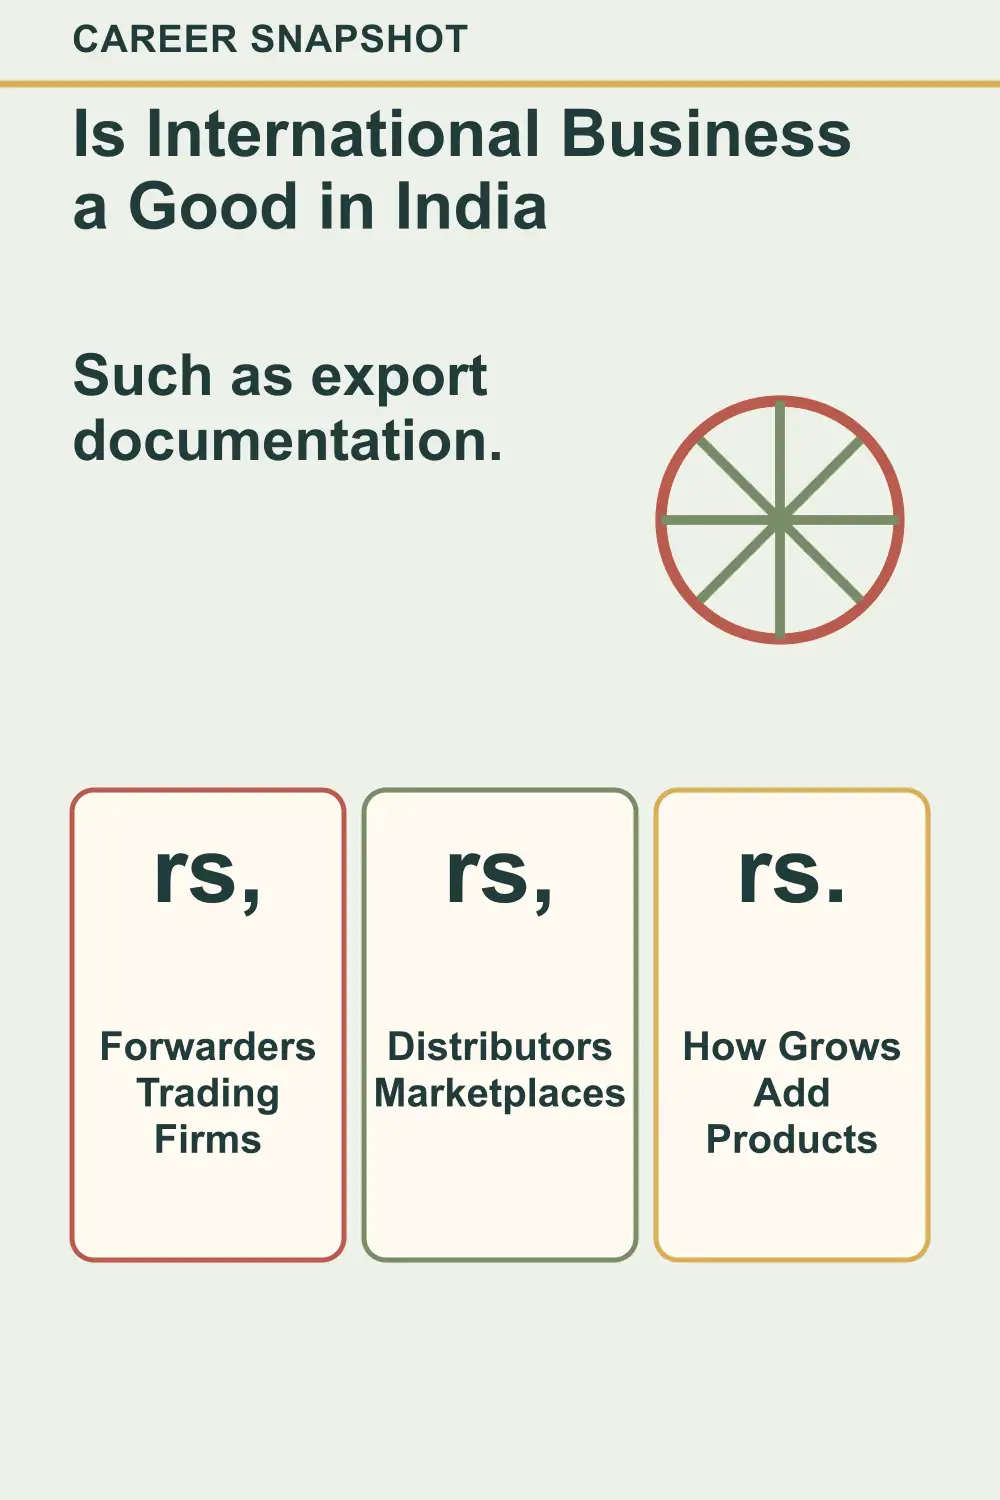 CAREER SNAPSHOT
Is International Business
a Good in India
Such as export
documentation.
rs,
Forwarders
Trading
Firms
rs,
Distributors
Marketplaces
rs.
How Grows
Add
Products